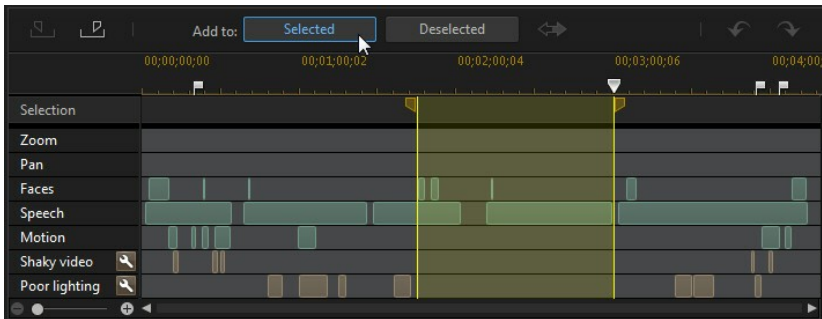 Add to: Selected Deselected
00;00;00;00 00;01;00;02 00;02;00;04 00;03;00;06 00;04;00;
Selection
Zoom
Pan
Faces
Speech
Motion
Shaky video
Poor lighting